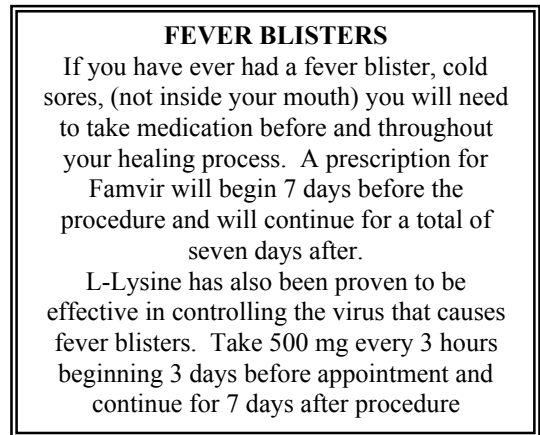 FEVER BLISTERS
If you have ever had a fever blister, cold
sores, (not inside your mouth) you will need
to take medication before and throughout
your healing process.  A prescription for
Famvir will begin 7 days before the
procedure and will continue for a total of
seven days after.
L-Lysine has also been proven to be
effective in controlling the virus that causes
fever blisters.  Take 500 mg every 3 hours
beginning 3 days before appointment and
continue for 7 days after procedure